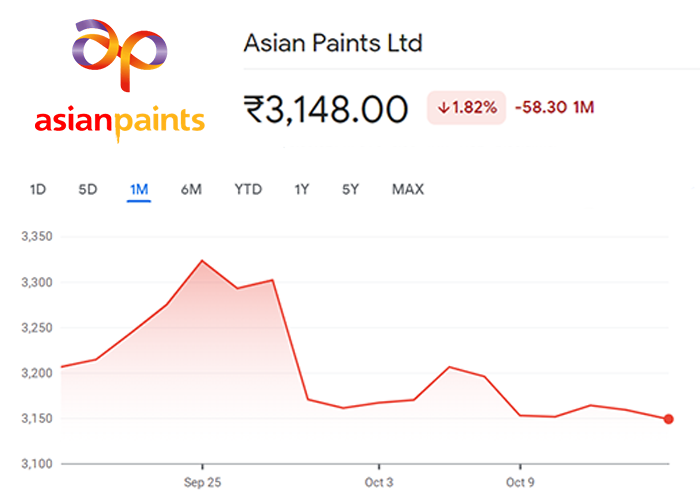 asianpaints
Asian Paints Ltd
₹3,148.00 ↓1.82% -58.30 1M
1D 5D 1M 6M YTD 1Y 5Y MAX
3,350
3,300
3,250
3,200
3,150
3,100
Sep 25 Oct 3 Oct 9